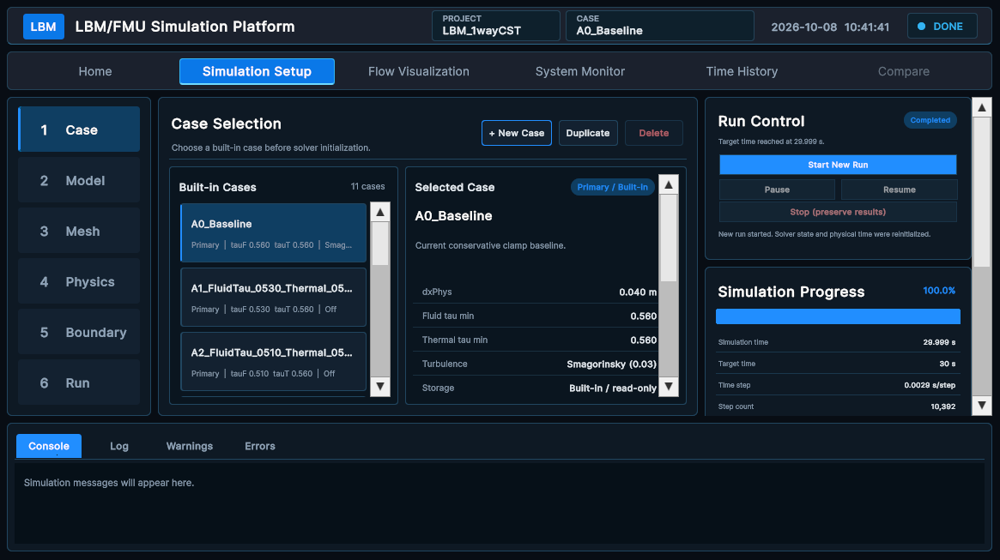 LBM
LBM/FMU Simulation Platform
PROJECT
LBM_1wayCST
CASE
A0_Baseline
2026-10-08 10:41:41
DONE
Home
Simulation Setup
Flow Visualization
System Monitor
Time History
Compare
1 Case
2 Model
3 Mesh
4 Physics
5 Boundary
6 Run
Case Selection
Choose a built-in case before solver initialization.
+ New Case
Duplicate
Delete
Built-in Cases
11 cases
A0_Baseline
Primary | tauF 0.560 tauT 0.560 | Smag...
A1_FluidTau_0530_Thermal_05...
Primary | tauF 0.530 tauT 0.560 | Off
A2_FluidTau_0510_Thermal_05...
Primary | tauF 0.510 tauT 0.560 | Off
Selected Case
Primary / Built-in
A0_Baseline
Current conservative clamp baseline.
dxPhys 0.040 m
Fluid tau min 0.560
Thermal tau min 0.560
Turbulence Smagorinsky (0.03)
Storage Built-in / read-only
Run Control
Completed
Target time reached at 29.999 s.
Start New Run
Pause
Resume
Stop (preserve results)
New run started. Solver state and physical time were reinitialized.
Simulation Progress
100.0%
Simulation time 29.999 s
Target time 30 s
Time step 0.0029 s/step
Step count 10,392
Console
Log
Warnings
Errors
Simulation messages will appear here.